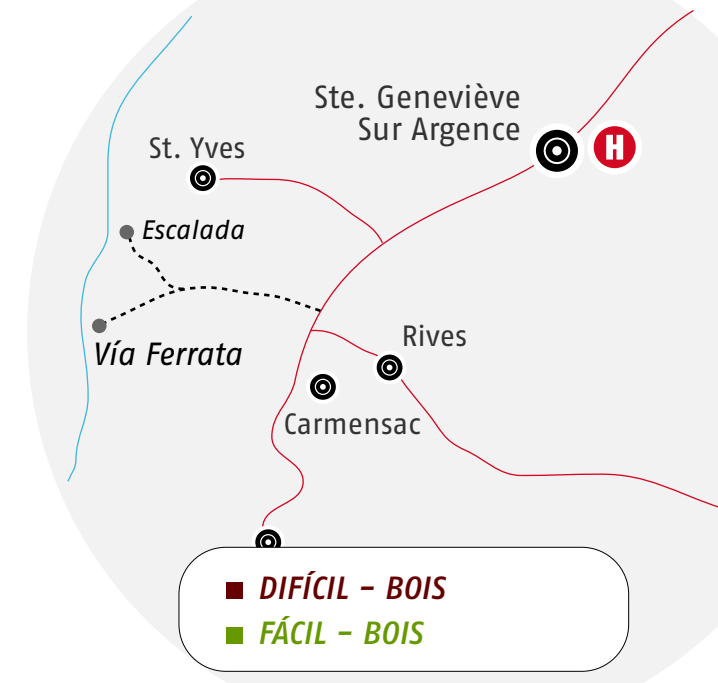 Ste. Geneviève
Sur Argence
H
St. Yves
Escalada
Vía Ferrata
Rives
Carmensac
DIFÍCIL – BOIS
FÁCIL – BOIS